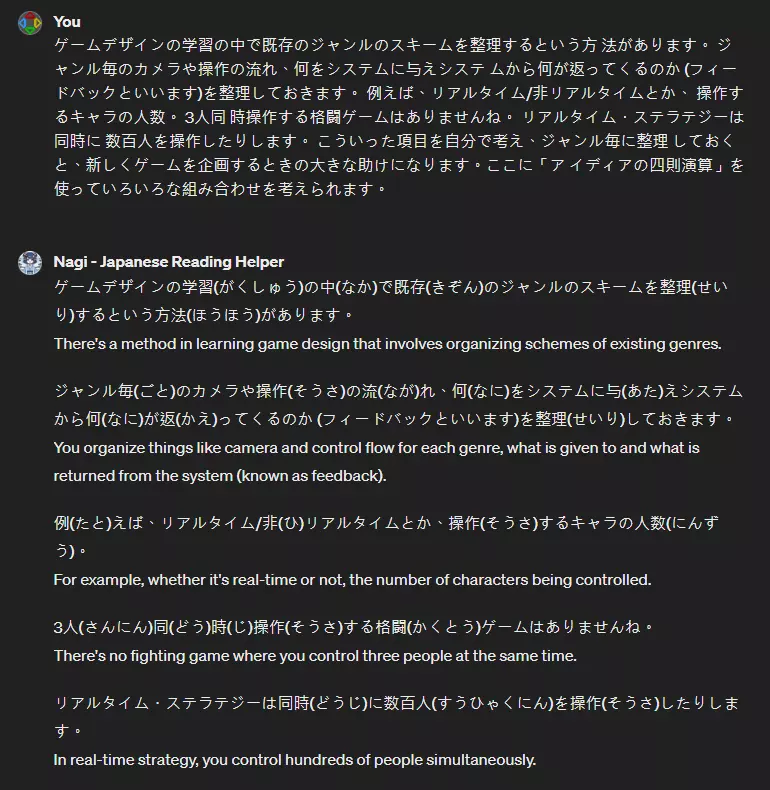 You
ゲームデザインの学習の中で既存のジャンルのスキームを整理するという方 法があります。 ジ
ャンル毎のカメラや操作の流れ、何をシステムに与えシステ ムから何が返ってくるのか (フィー
ドバックといいます)を整理しておきます。 例えば、リアルタイム/非リアルタイムとか、 操作す
るキャラの人数。 3人同 時操作する格闘ゲームはありませんね。 リアルタイム・ステラテジーは
同時に 数百人を操作したりします。 こういった項目を自分で考え、ジャンル毎に整理 しておく
と、新しくゲームを企画するときの大きな助けになります。ここに「ア イディアの四則演算」を
使っていろいろな組み合わせを考えられます。
Nagi - Japanese Reading Helper
ゲームデザインの学習(がくしゅう)の中(なか)で既存(きぞん)のジャンルのスキームを整理(せい
り)するという方法(ほうほう)があります。
There's a method in learning game design that involves organizing schemes of existing genres.
ジャンル毎(ごと)のカメラや操作(そうさ)の流(なが)れ、何(なに)をシステムに与(あた)えシステム
から何(なに)が返(かえ)ってくるのか (フィードバックといいます)を整理(せいり)しておきます。
You organize things like camera and control flow for each genre, what is given to and what is
returned from the system (known as feedback).
例(たと)えば、リアルタイム/非(ひ)リアルタイムとか、操作(そうさ)するキャラの人数(にんず
う)。
For example, whether it's real-time or not, the number of characters being controlled.
3人(さんにん)同(どう)時(じ)操作(そうさ)する格闘(かくとう)ゲームはありませんね。
There's no fighting game where you control three people at the same time.
リアルタイム・ステラテジーは同時(どうじ)に数百人(すうひゃくにん)を操作(そうさ)したりしま
す。
In real-time strategy, you control hundreds of people simultaneously.